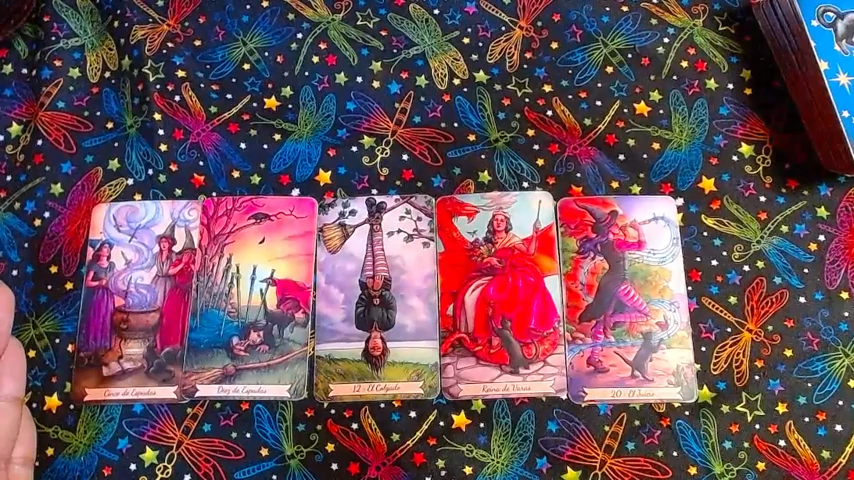 Cinco de Espadas
Diez de Espadas
12 - El Colgado
Reina de Varas
20 - El Juicio